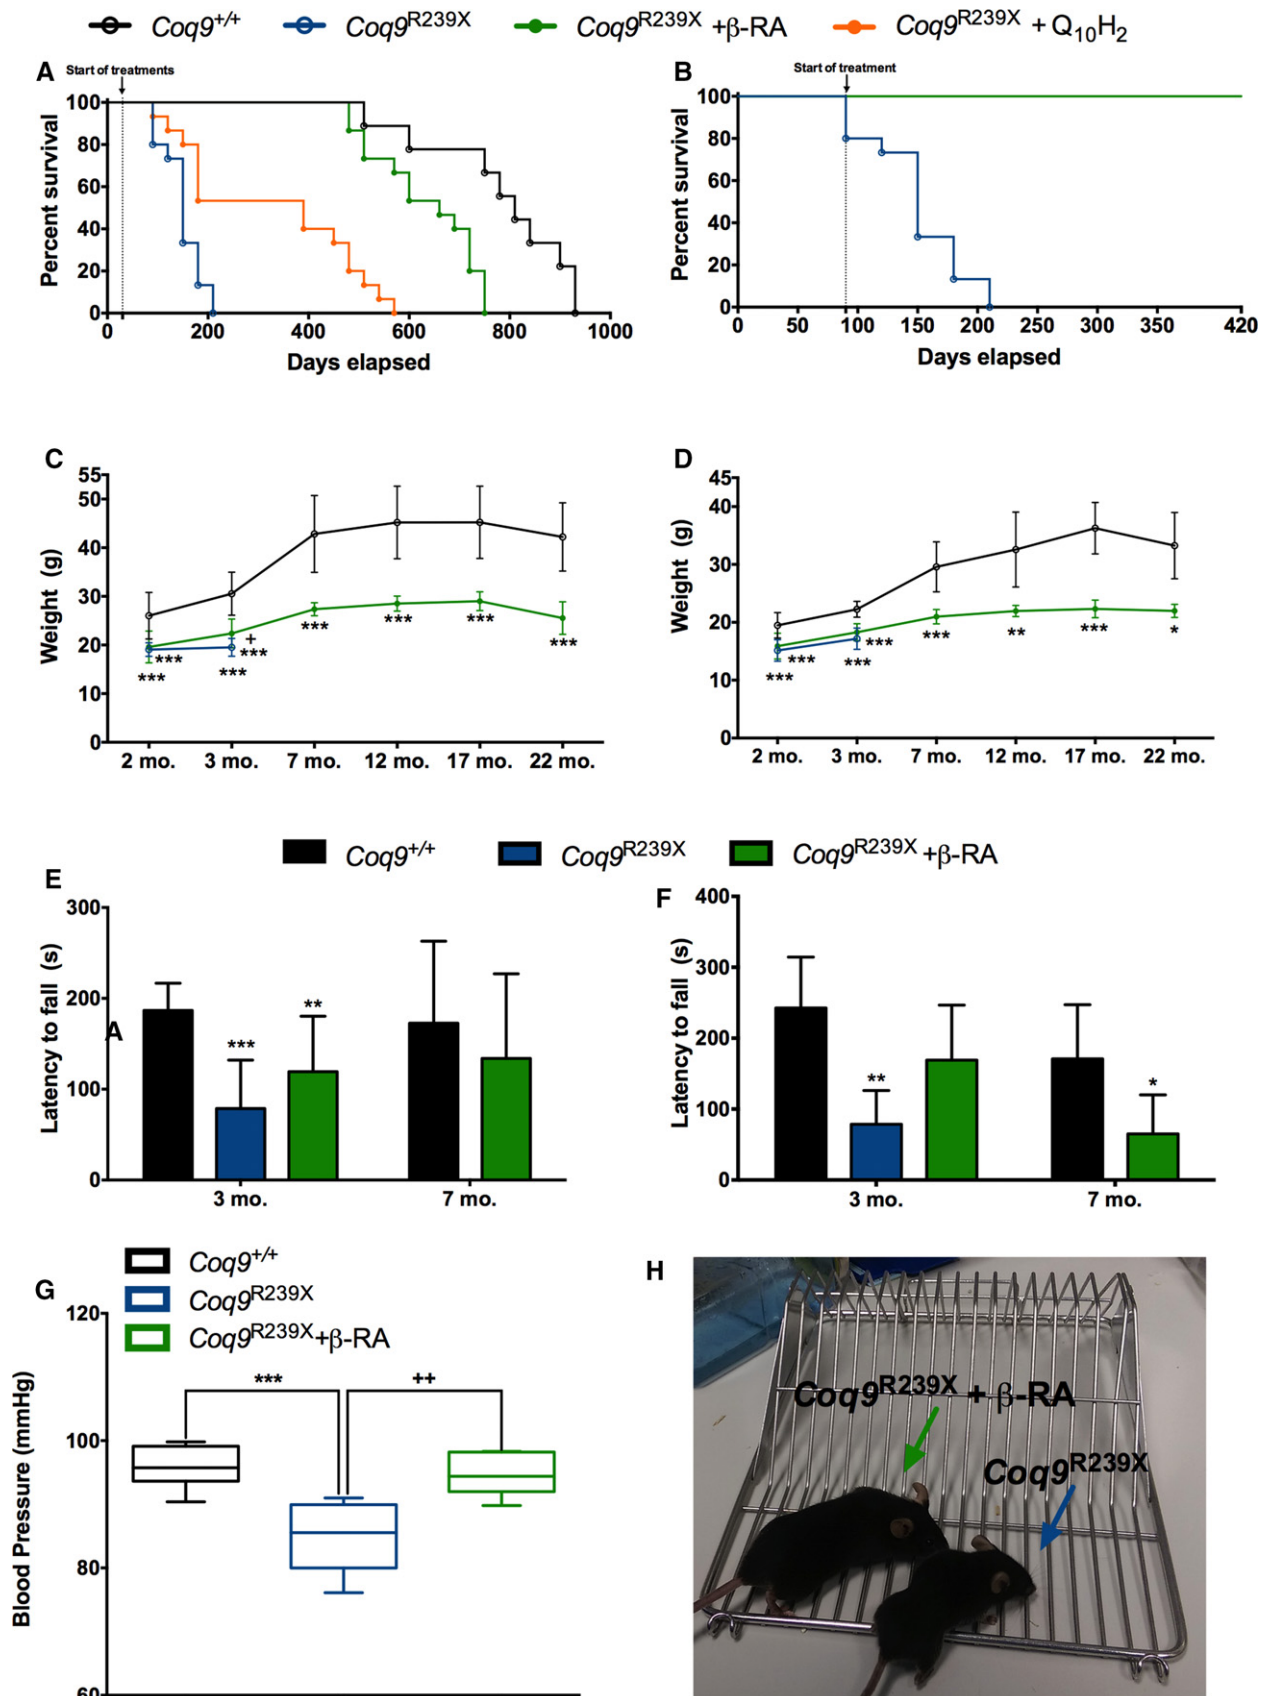 Coq9+/+ Coq9R239X Coq9R239X +β-RA Coq9R239X + Q10H2
A
Start of treatments
100
80
60
40
20
0
Percent survival
0 200 400 600 800 1000
Days elapsed
B
Start of treatment
100
80
60
40
20
0
Percent survival
0 50 100 150 200 250 300 350 420
Days elapsed
C
55
50
40
30
20
10
0
Weight (g)
+
*** *** *** *** *** *** *** ***
2 mo. 3 mo. 7 mo. 12 mo. 17 mo. 22 mo.
D
45
40
30
20
10
0
Weight (g)
*** *** *** *** *** ** *** *
2 mo. 3 mo. 7 mo. 12 mo. 17 mo. 22 mo.
Coq9+/+ Coq9R239X Coq9R239X +β-RA
E
300
200
100
0
Latency to fall (s)
A
*** **
3 mo. 7 mo.
F
400
300
200
100
0
Latency to fall (s)
** *
3 mo. 7 mo.
G
Coq9+/+
Coq9R239X
Coq9R239X+β-RA
120
100
80
60
Blood Pressure (mmHg)
*** ++
H
Coq9R239X + β-RA
Coq9R239X